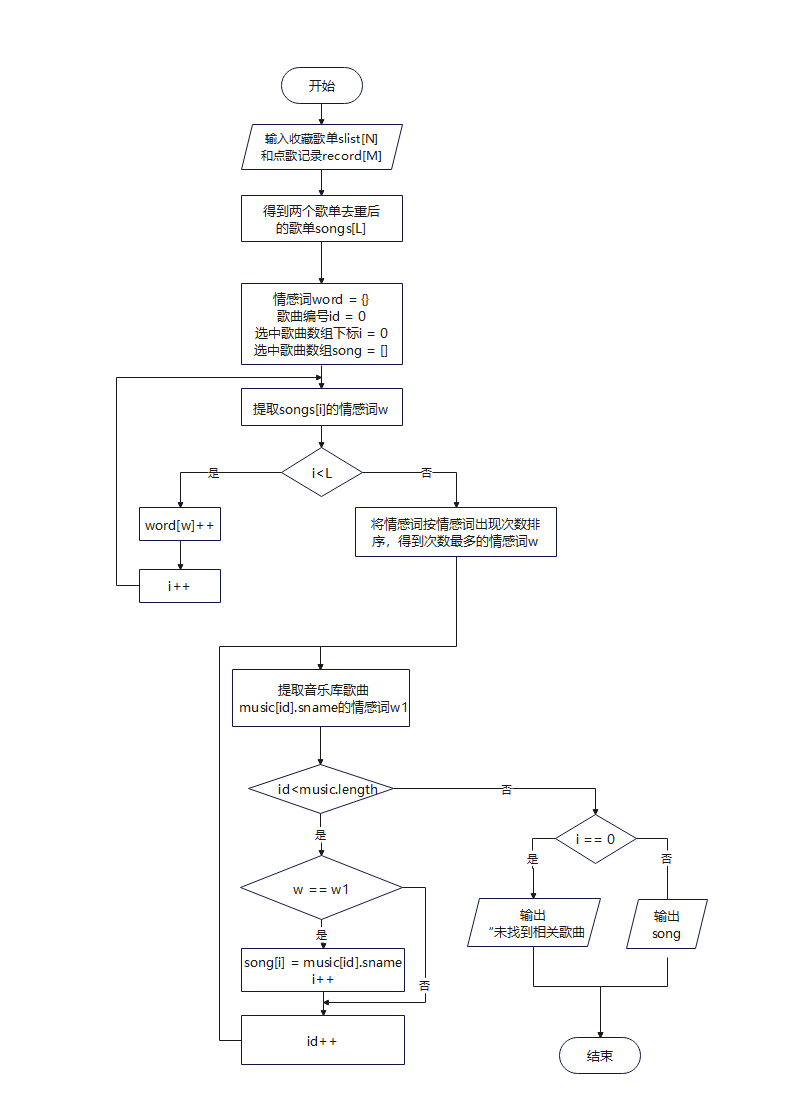 开始
输入收藏歌单slist[N]
和点歌记录record[M]
得到两个歌单去重后
的歌单songs[L]
情感词word = {}
歌曲编号id = 0
选中歌曲数组下标i = 0
选中歌曲数组song = []
提取songs[i]的情感词w
i<L
是
否
word[w]++
i++
将情感词按情感词出现次数排
序，得到次数最多的情感词w
提取音乐库歌曲
music[id].sname的情感词w1
id<music.length
否
是
i == 0
是
否
w == w1
是
输出
“未找到相关歌曲
输出
song
song[i] = music[id].sname
i++
否
id++
结束